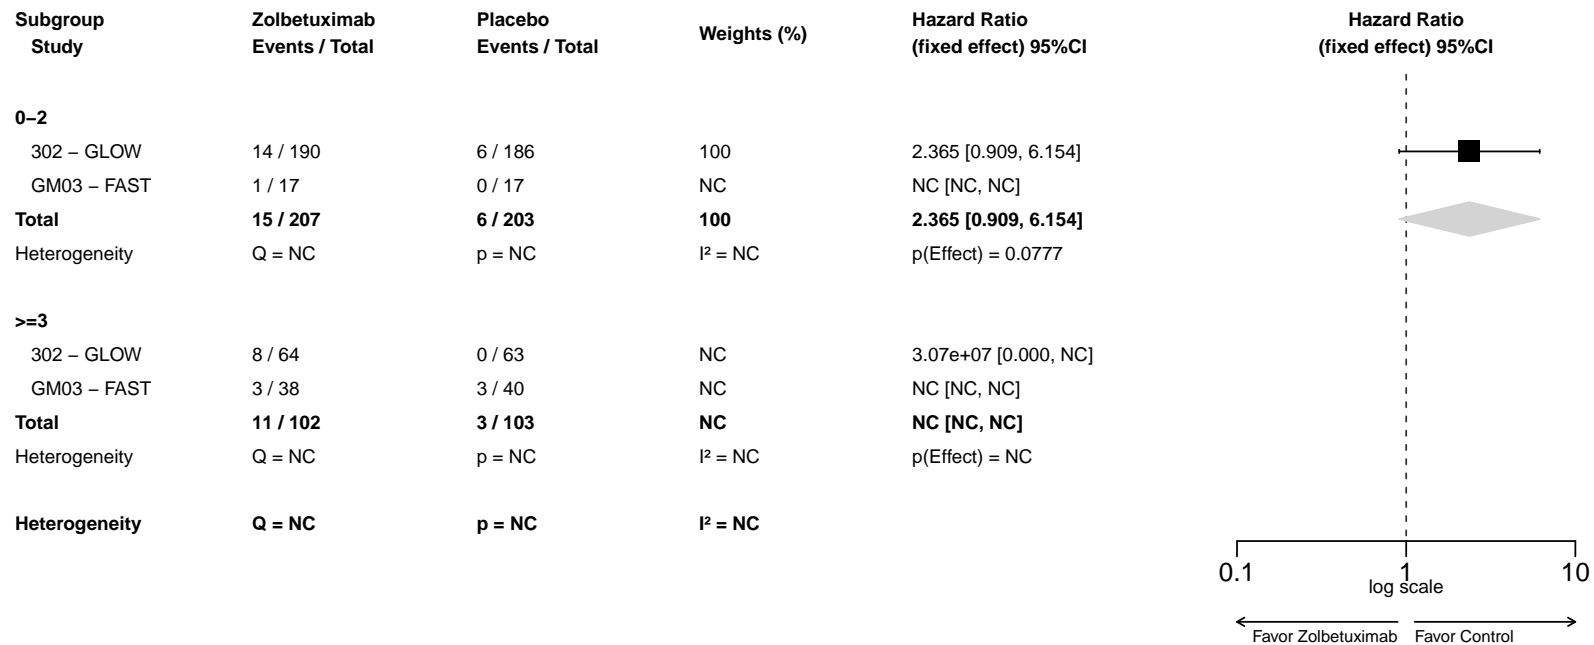 Subgroup Zolbetuximab Placebo Weights (%) Hazard Ratio Hazard Ratio
Study Events / Total Events / Total (fixed effect) 95%CI (fixed effect) 95%CI
0−2
302 − GLOW 14 / 190 6 / 186 100 2.365 [0.909, 6.154]
GM03 − FAST 1 / 17 0 / 17 NC NC [NC, NC]
Total 15 / 207 6 / 203 100 2.365 [0.909, 6.154]
Heterogeneity Q = NC p = NC I² = NC p(Effect) = 0.0777
>=3
302 − GLOW 8 / 64 0 / 63 NC 3.07e+07 [0.000, NC]
GM03 − FAST 3 / 38 3 / 40 NC NC [NC, NC]
Total 11 / 102 3 / 103 NC NC [NC, NC]
Heterogeneity Q = NC p = NC I² = NC p(Effect) = NC
Heterogeneity Q = NC p = NC I² = NC
0.1 1 10
log scale
Favor Zolbetuximab Favor Control